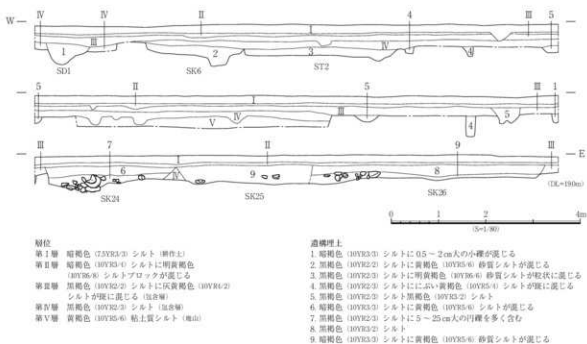 W
Ⅳ Ⅳ Ⅱ Ⅰ 4 Ⅲ 5
1 Ⅲ 2 3 Ⅳ 4
SD1 SK6 ST2
5 Ⅱ Ⅰ 5 Ⅲ 1
Ⅳ Ⅲ
Ⅴ 4 5
Ⅲ 7 Ⅰ Ⅱ 9 Ⅲ E
6 Ⅳ 9 8
SK24 SK25 SK26
(DL=190m)
0 2 4m
(S=1/80)
層位
第Ⅰ層 暗褐色 (7.5YR3/3) シルト (耕作土)
第Ⅱ層 暗褐色 (10YR3/4) シルトに明黄褐色
(10YR6/8) シルトブロックが混じる
第Ⅲ層 黒褐色 (10YR2/2) シルトに灰黄褐色 (10YR4/2)
シルトが斑に混じる (包含層)
第Ⅳ層 黒褐色 (10YR2/3) シルト (包含層)
第Ⅴ層 黄褐色 (10YR5/6) 粘土質シルト (地山)
遺構埋土
1. 暗褐色 (10YR3/3) シルトに 0.5～2㎝大の小礫が混じる
2. 黒褐色 (10YR2/2) シルトに黄褐色 (10YR5/6) 砂質シルトが混じる
3. 黒褐色 (10YR2/3) シルトに明黄褐色 (10YR6/6) 砂質シルトが粒状に混じる
4. 黒褐色 (10YR2/3) シルトににぶい黄褐色 (10YR5/4) シルトが斑に混じる
5. 黒褐色 (10YR2/2) シルト黒褐色 (10YR3/2) シルト
6. 暗褐色 (10YR3/3) シルトに黄褐色 (10YR5/6) シルトが混じる
7. 黒褐色 (10YR2/3) シルトに 5～25㎝大の円礫を多く含む
8. 黒褐色 (10YR3/2) シルト
9. 暗褐色 (10YR3/3) シルトに黄褐色 (10YR5/6) 砂質シルトが混じる